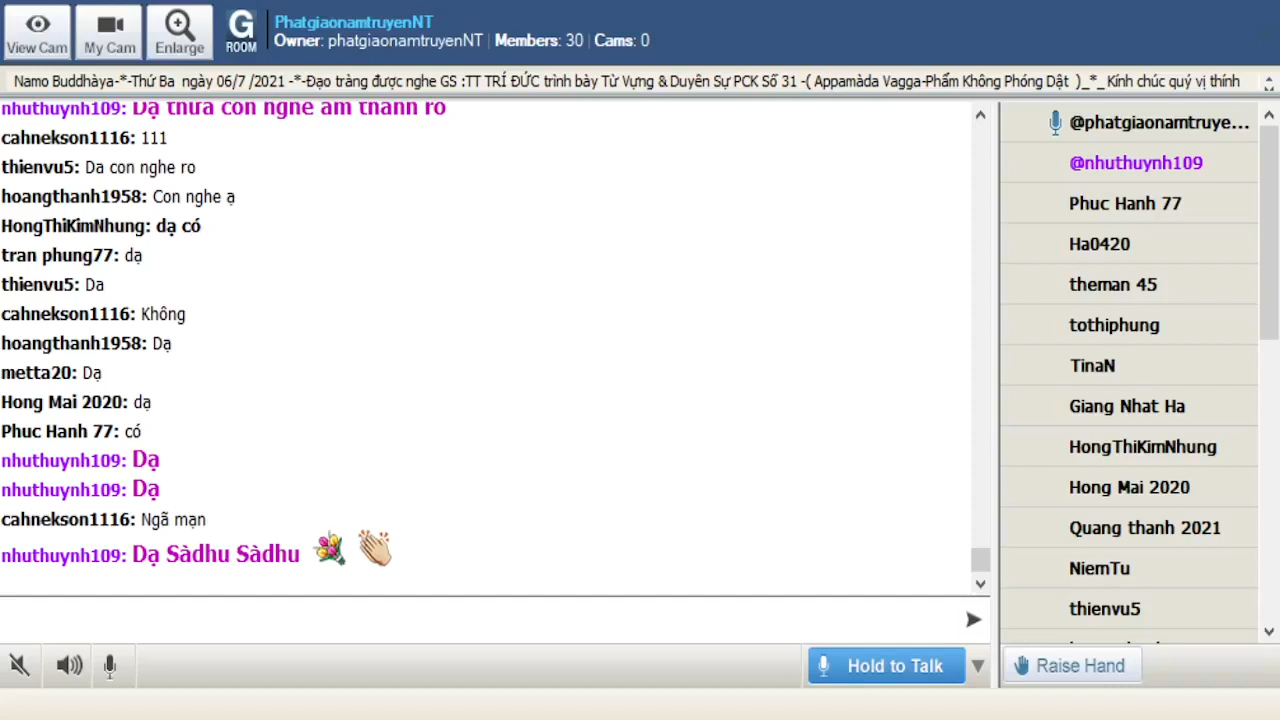 View Cam
My Cam
Enlarge
G
ROOM
PhatgiaonamtruyenNT
Owner: phatgiaonamtruyenNT | Members: 30 | Cams: 0
Namo Buddhàya-*-Thứ Ba ngày 06/7 /2021 -*-Đạo tràng được nghe GS :TT TRÍ ĐỨC trình bày Từ Vựng & Duyên Sự PCK Số 31 -( Appamàda Vagga-Phẩm Không Phóng Dật )_*_ Kính chúc quý vị thính
nhuthuynh109: Dạ thưa con nghe âm thanh rõ
cahnekson1116: 111
thienvu5: Da con nghe ro
hoangthanh1958: Con nghe ạ
HongThiKimNhung: dạ có
tran phung77: dạ
thienvu5: Da
cahnekson1116: Không
hoangthanh1958: Dạ
metta20: Dạ
Hong Mai 2020: dạ
Phuc Hanh 77: có
nhuthuynh109: Dạ
nhuthuynh109: Dạ
cahnekson1116: Ngã mạn
nhuthuynh109: Dạ Sàdhu Sàdhu
@phatgiaonamtruye...
@nhuthuynh109
Phuc Hanh 77
Ha0420
theman 45
tothiphung
TinaN
Giang Nhat Ha
HongThiKimNhung
Hong Mai 2020
Quang thanh 2021
NiemTu
thienvu5
Hold to Talk
Raise Hand